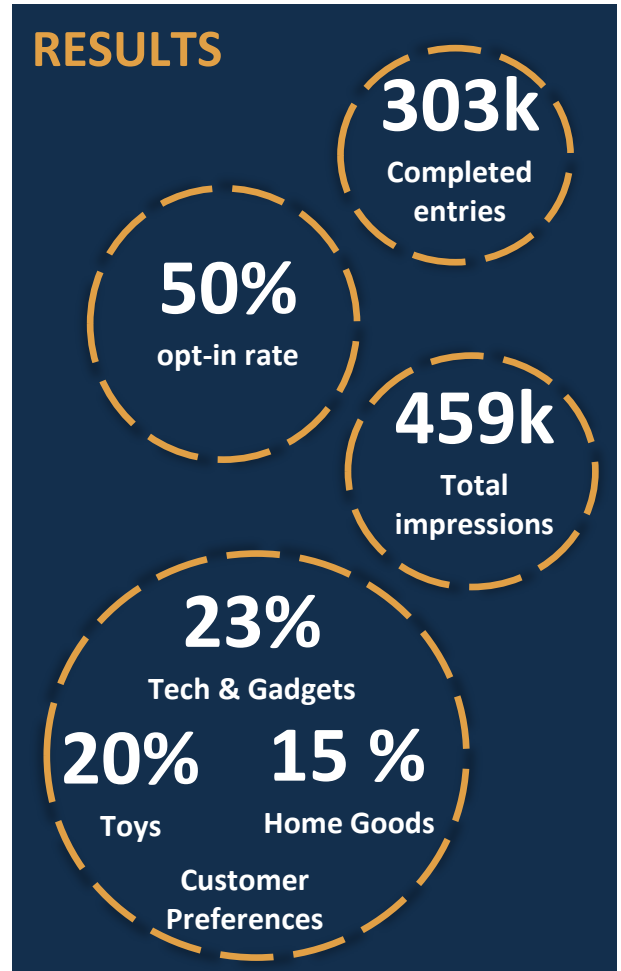 RESULTS
303k
Completed
entries
50%
opt-in rate
459k
Total
impressions
23%
Tech & Gadgets
20%
Toys
15 %
Home Goods
Customer
Preferences